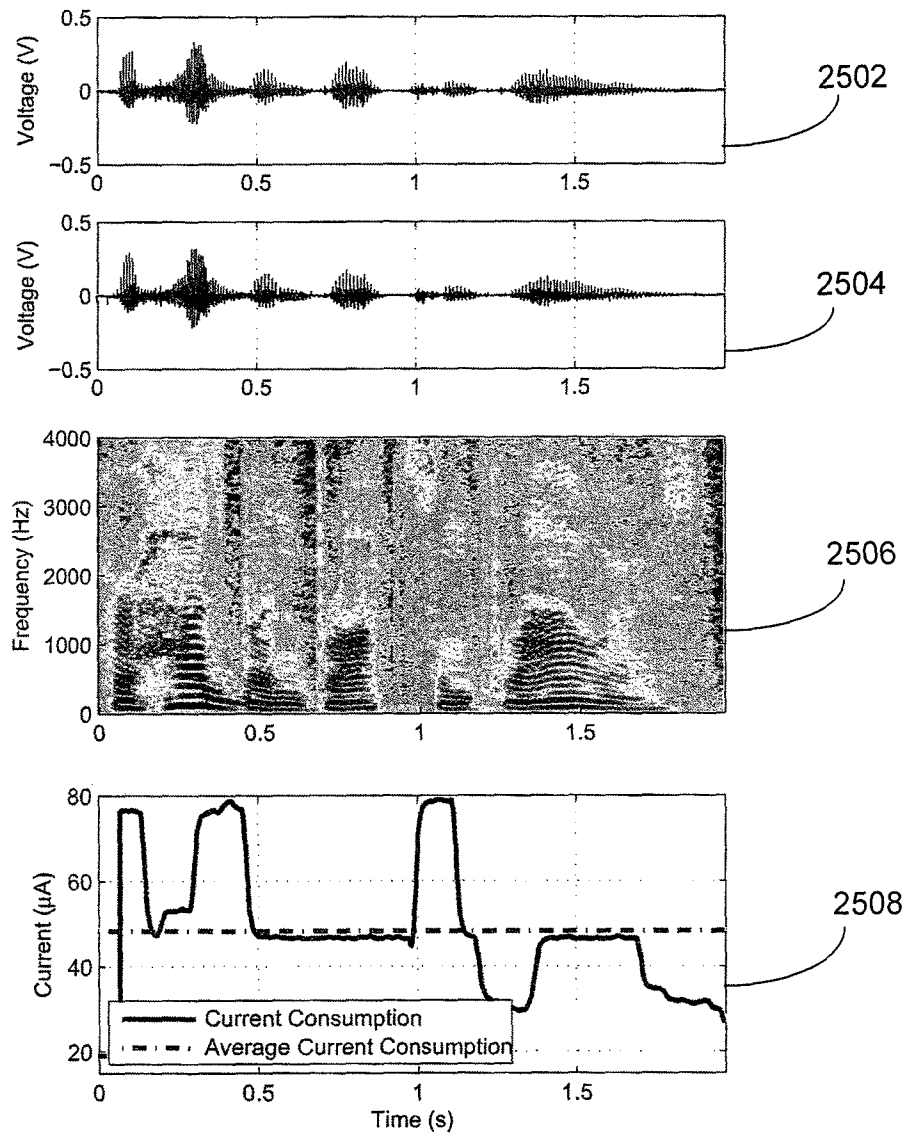 0.5
Voltage (V)
0
−0.5
0 0.5 1 1.5
2502
0.5
Voltage (V)
0
−0.5
0 0.5 1 1.5
2504
4000
3000
Frequency (Hz)
2000
1000
0
0 0.5 1 1.5
2506
80
60
Current (μA)
40
20
Current Consumption
Average Current Consumption
0 0.5 1 1.5
Time (s)
2508